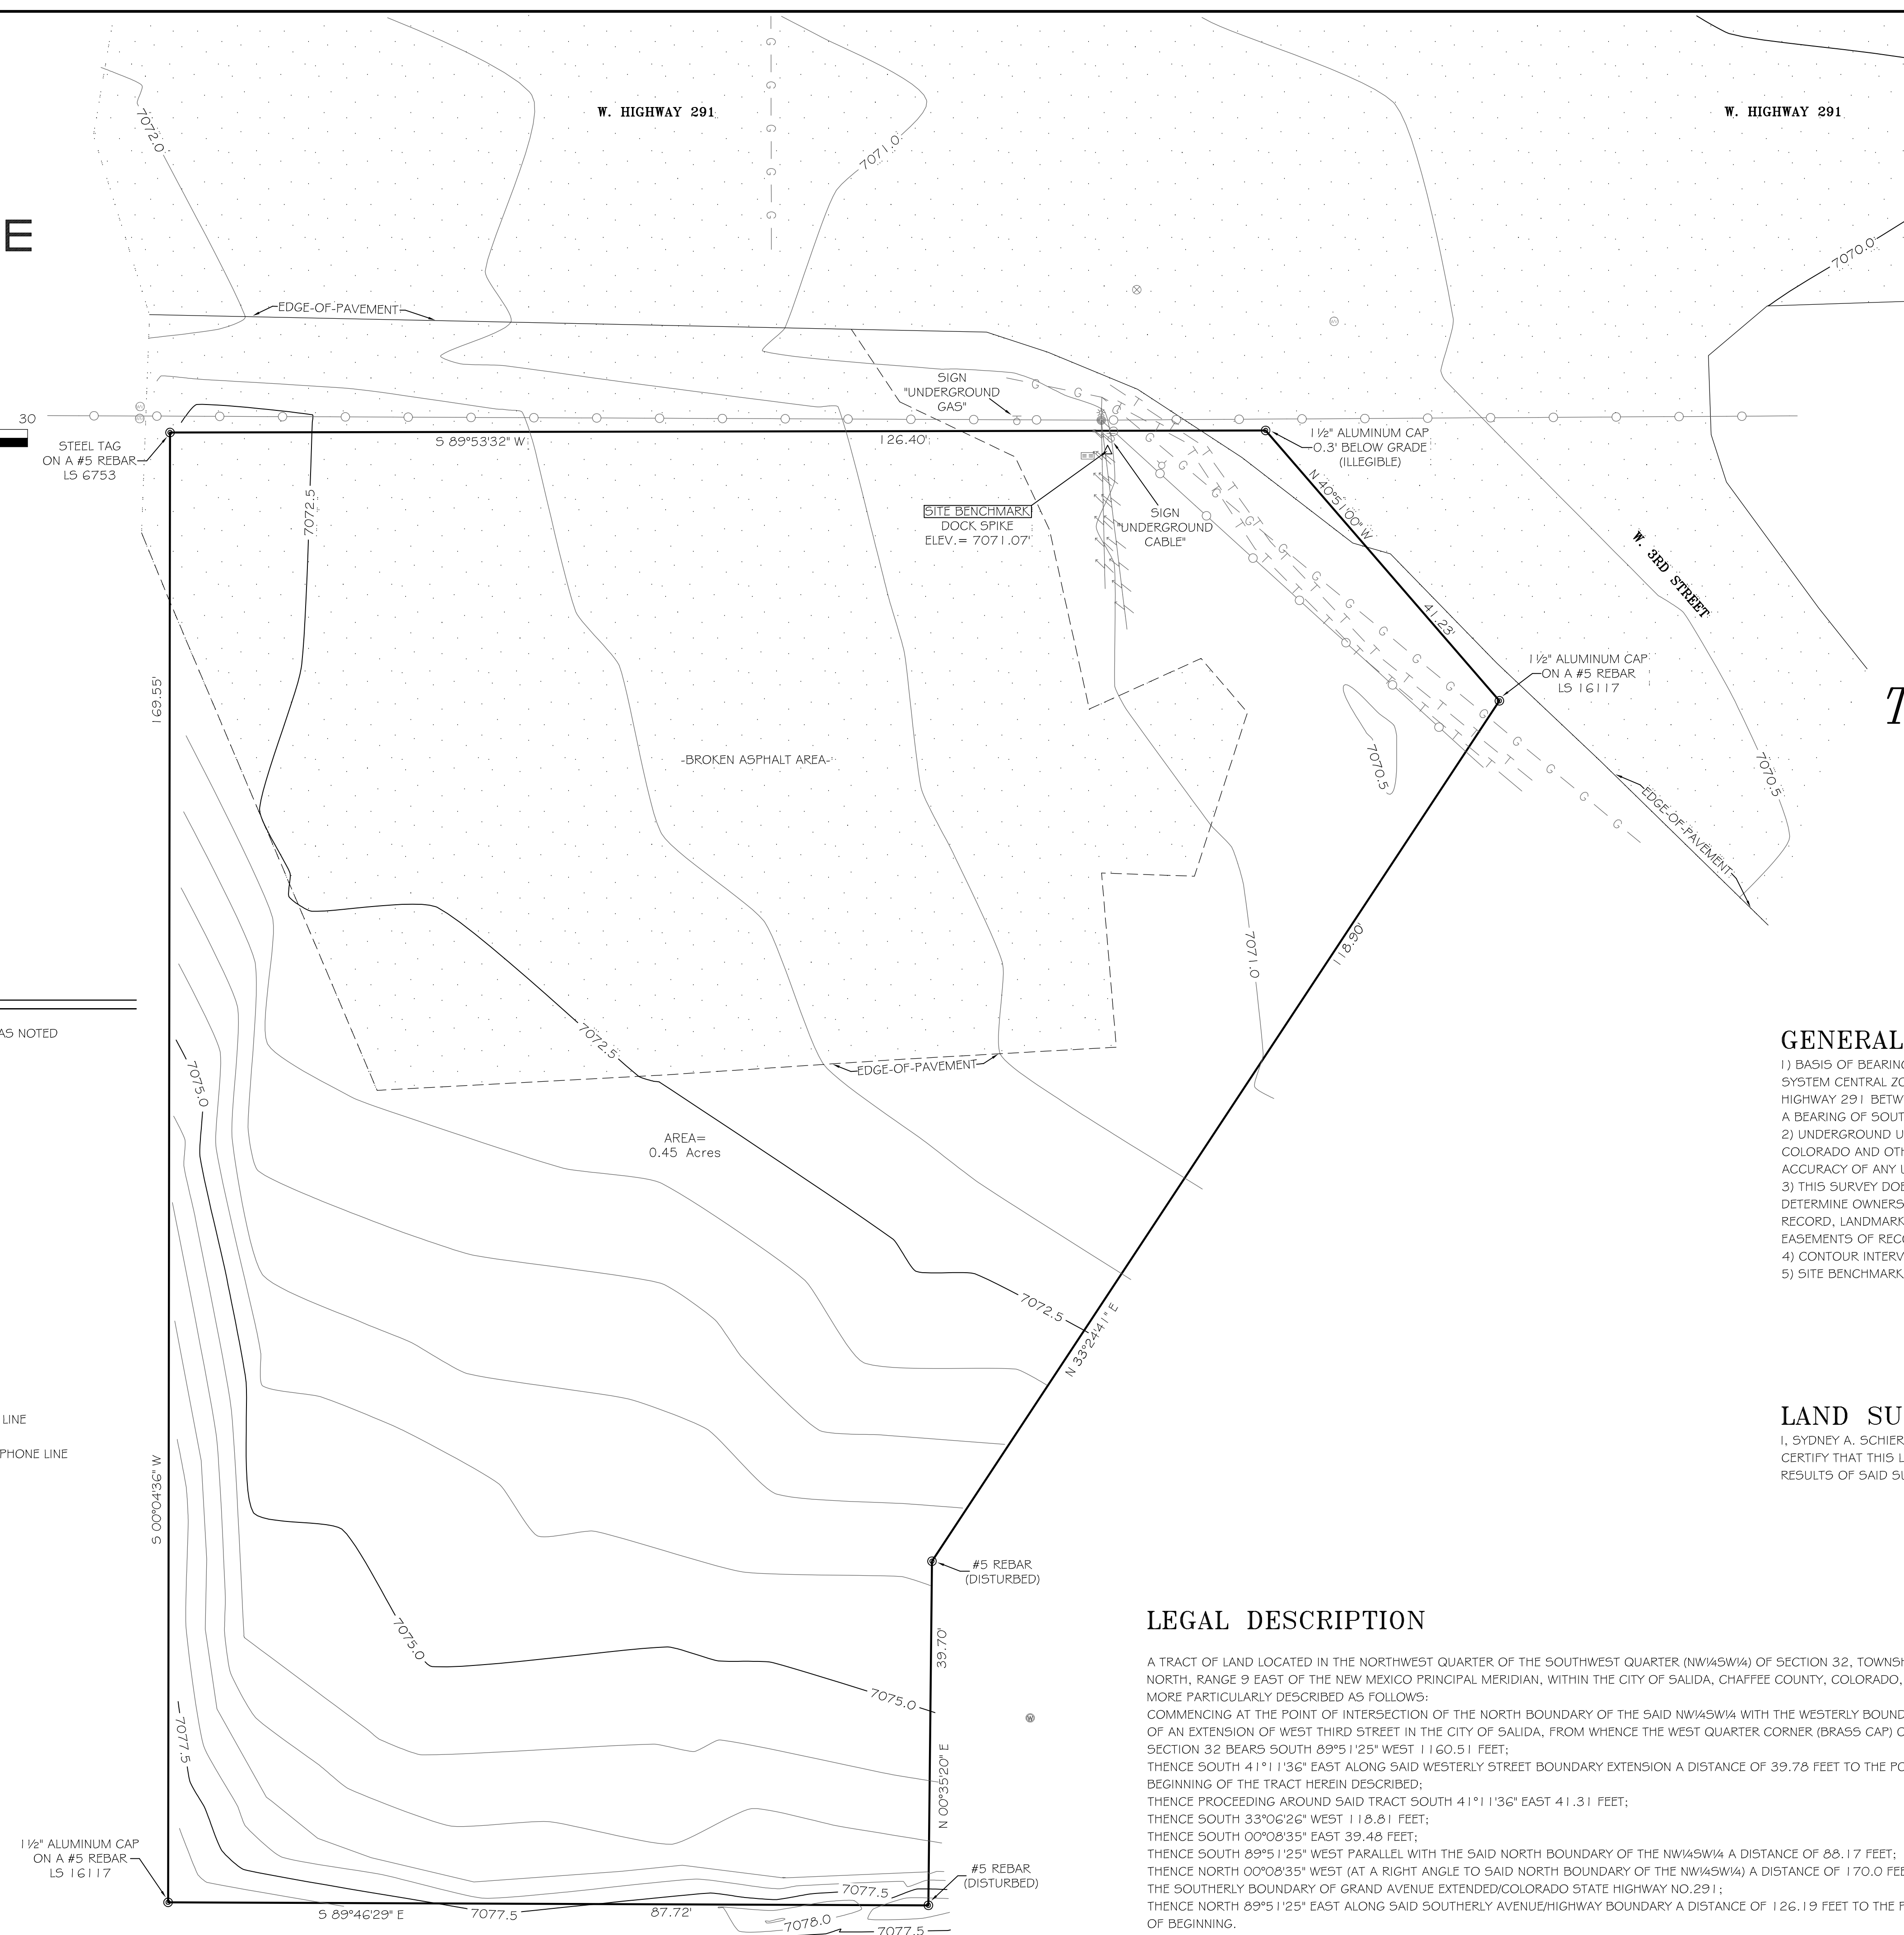 W. HIGHWAY 291
W. HIGHWAY 291
7072.0
7071.0
7070.0
E
EDGE-OF-PAVEMENT
30
SIGN
"UNDERGROUND
GAS"
STEEL TAG
ON A #5 REBAR
LS 6753
S 89°53'32" W
126.40'
1½" ALUMINUM CAP
0.3' BELOW GRADE
(ILLEGIBLE)
7072.5
SITE BENCHMARK
DOCK SPIKE
ELEV.= 7071.07'
SIGN
"UNDERGROUND
CABLE"
N 40°51'00" W
41.23'
W. 3RD STREET
1½" ALUMINUM CAP
ON A #5 REBAR
LS 16117
T
169.55'
-BROKEN ASPHALT AREA-
7070.5
7070.5
EDGE-OF-PAVEMENT
118.90'
7071.0
AS NOTED
7072.5
EDGE-OF-PAVEMENT
7075.0
AREA=
0.45 Acres
GENERAL
1) BASIS OF BEARING
SYSTEM CENTRAL ZO
HIGHWAY 291 BETW
A BEARING OF SOUT
2) UNDERGROUND U
COLORADO AND OTH
ACCURACY OF ANY U
3) THIS SURVEY DOE
DETERMINE OWNERS
RECORD, LANDMARK
EASEMENTS OF RECO
4) CONTOUR INTERV
5) SITE BENCHMARK
7072.5
N 33°24'41" E
LINE
PHONE LINE
LAND SU
I, SYDNEY A. SCHIER
CERTIFY THAT THIS L
RESULTS OF SAID SU
S 00°04'36" W
#5 REBAR
(DISTURBED)
7075.0
39.70'
7075.0
N 00°35'20" E
7077.5
LEGAL DESCRIPTION
A TRACT OF LAND LOCATED IN THE NORTHWEST QUARTER OF THE SOUTHWEST QUARTER (NW¼SW¼) OF SECTION 32, TOWNSH
NORTH, RANGE 9 EAST OF THE NEW MEXICO PRINCIPAL MERIDIAN, WITHIN THE CITY OF SALIDA, CHAFFEE COUNTY, COLORADO,
MORE PARTICULARLY DESCRIBED AS FOLLOWS:
COMMENCING AT THE POINT OF INTERSECTION OF THE NORTH BOUNDARY OF THE SAID NW¼SW¼ WITH THE WESTERLY BOUND
OF AN EXTENSION OF WEST THIRD STREET IN THE CITY OF SALIDA, FROM WHENCE THE WEST QUARTER CORNER (BRASS CAP) O
SECTION 32 BEARS SOUTH 89°51'25" WEST 1160.51 FEET;
THENCE SOUTH 41°11'36" EAST ALONG SAID WESTERLY STREET BOUNDARY EXTENSION A DISTANCE OF 39.78 FEET TO THE PO
BEGINNING OF THE TRACT HEREIN DESCRIBED;
THENCE PROCEEDING AROUND SAID TRACT SOUTH 41°11'36" EAST 41.31 FEET;
THENCE SOUTH 33°06'26" WEST 118.81 FEET;
THENCE SOUTH 00°08'35" EAST 39.48 FEET;
THENCE SOUTH 89°51'25" WEST PARALLEL WITH THE SAID NORTH BOUNDARY OF THE NW¼SW¼ A DISTANCE OF 88.17 FEET;
THENCE NORTH 00°08'35" WEST (AT A RIGHT ANGLE TO SAID NORTH BOUNDARY OF THE NW¼SW¼) A DISTANCE OF 170.0 FEE
THE SOUTHERLY BOUNDARY OF GRAND AVENUE EXTENDED/COLORADO STATE HIGHWAY NO.291;
THENCE NORTH 89°51'25" EAST ALONG SAID SOUTHERLY AVENUE/HIGHWAY BOUNDARY A DISTANCE OF 126.19 FEET TO THE P
OF BEGINNING.
1½" ALUMINUM CAP
ON A #5 REBAR
LS 16117
#5 REBAR
(DISTURBED)
7077.5
S 89°46'29" E
7077.5
87.72'
7078.0
7077.5